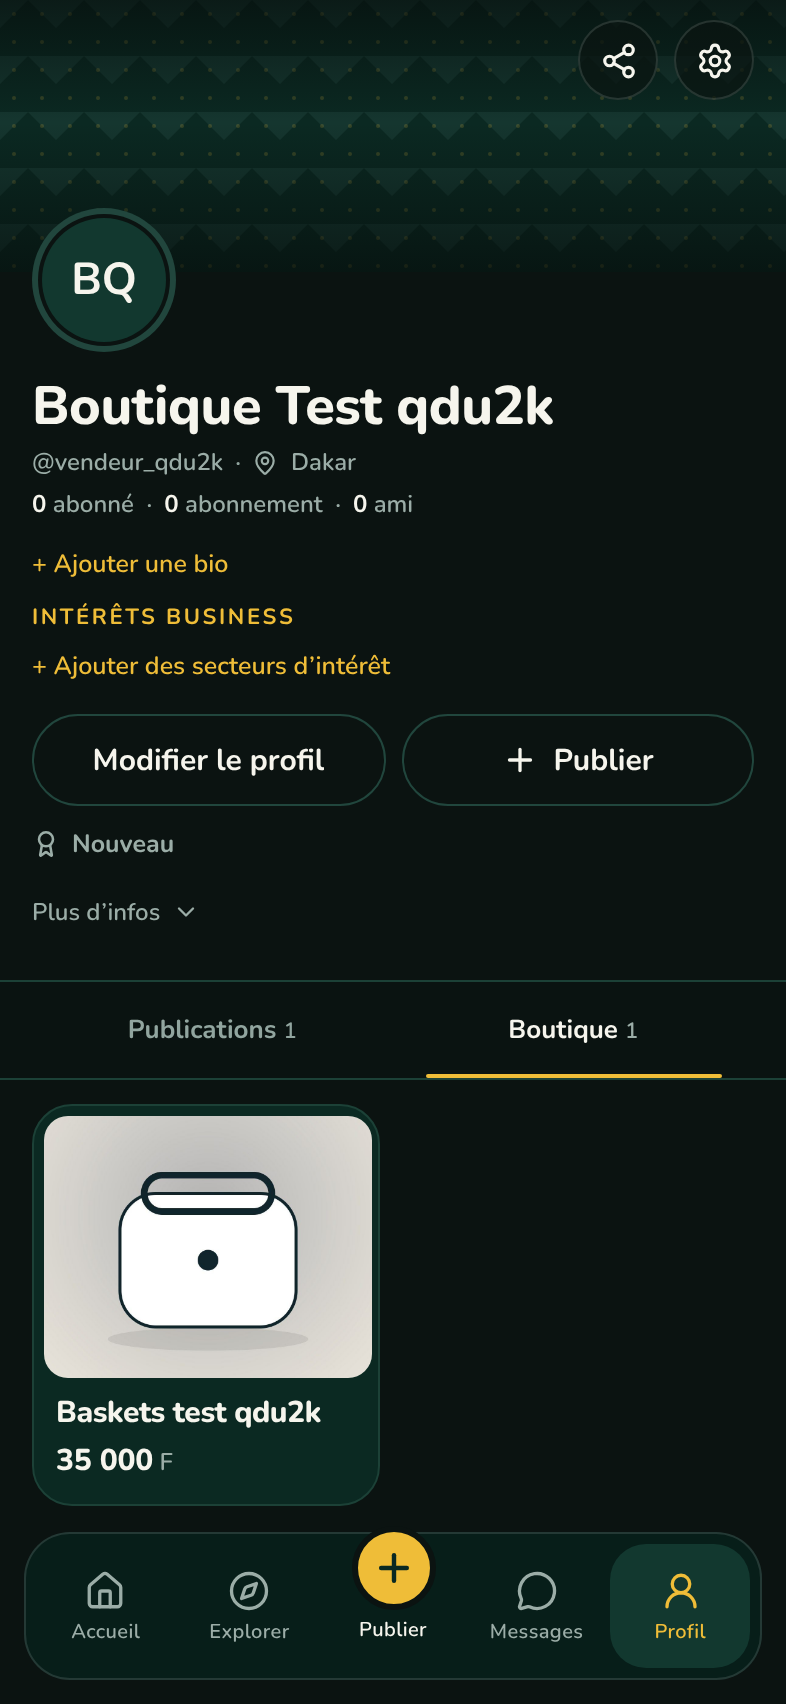 BQ
Boutique Test qdu2k
@vendeur_qdu2k · Dakar
0 abonné · 0 abonnement · 0 ami
+ Ajouter une bio
INTÉRÊTS BUSINESS
+ Ajouter des secteurs d’intérêt
Modifier le profil
Publier
Nouveau
Plus d’infos
Publications 1
Boutique 1
Baskets test qdu2k
35 000 F
Accueil
Explorer
Publier
Messages
Profil